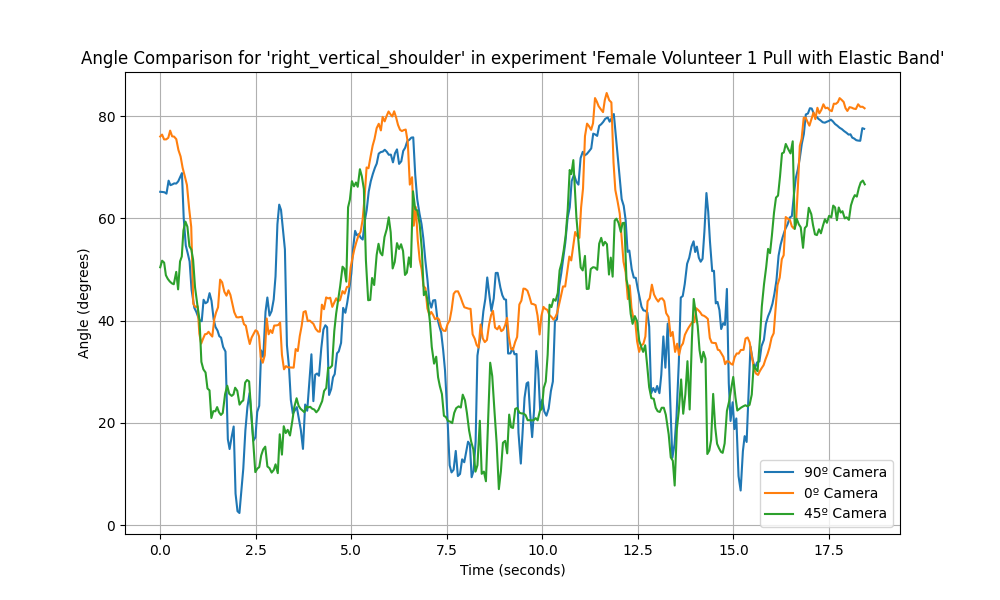 Angle Comparison for 'right_vertical_shoulder' in experiment 'Female Volunteer 1 Pull with Elastic Band'
Angle (degrees)
80
60
40
20
0
90º Camera
0º Camera
45º Camera
0.0 2.5 5.0 7.5 10.0 12.5 15.0 17.5
Time (seconds)